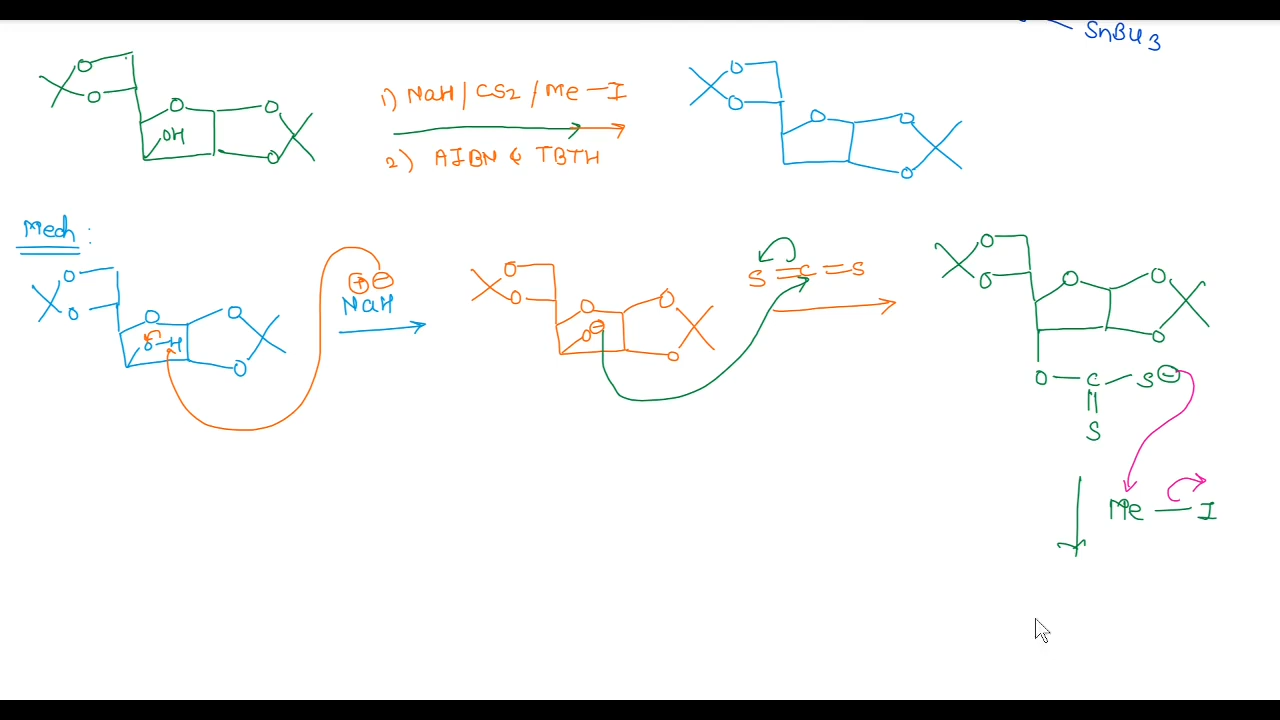 SnBu3
O
O
OH
O
O
O
1) NaH / CS2 / Me-I
2) AIBN & TBTH
O
O
O
O
O
Mech :
O
O
O
O
O-H
O
⊕ ⊖
NaH
O
O
O
O
O ⊖
O
S=C=S
O
O
O
O
O
O-C-S ⊖
S
Me-I